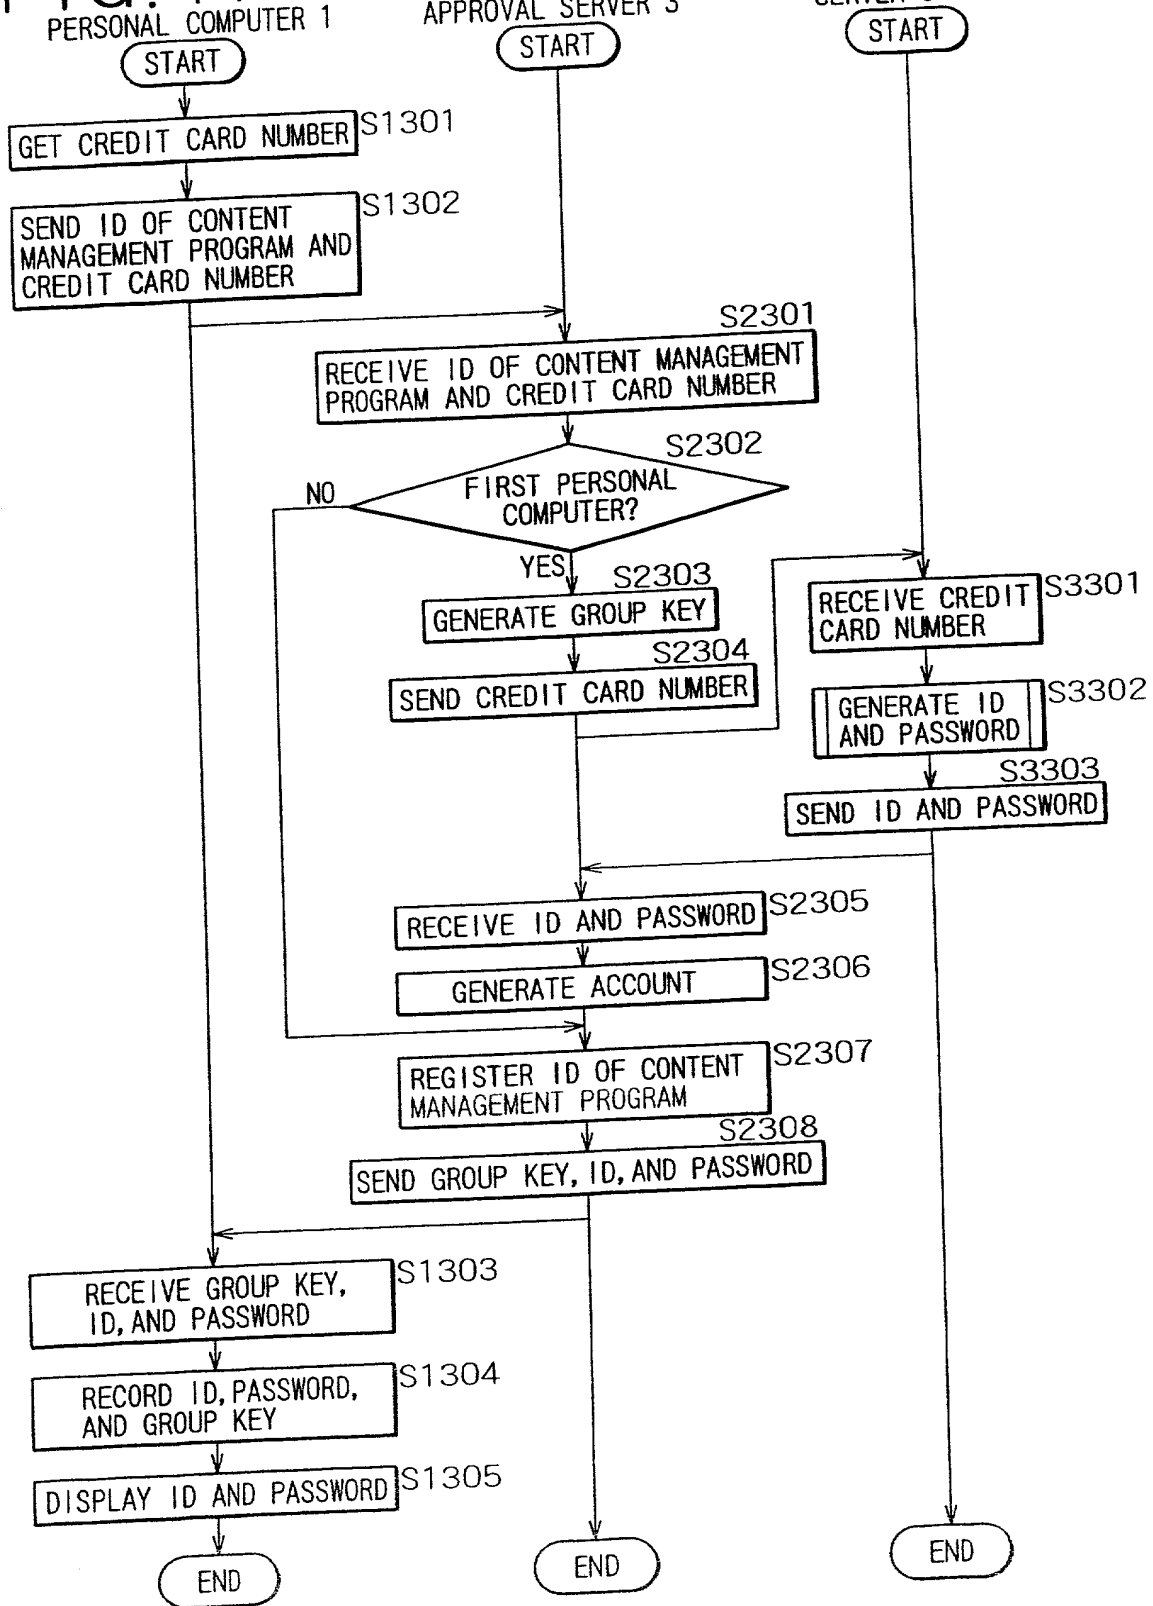 PERSONAL COMPUTER 1
APPROVAL SERVER 3
START
START
START
GET CREDIT CARD NUMBER
S1301
SEND ID OF CONTENT
MANAGEMENT PROGRAM AND
CREDIT CARD NUMBER
S1302
S2301
RECEIVE ID OF CONTENT MANAGEMENT
PROGRAM AND CREDIT CARD NUMBER
S2302
FIRST PERSONAL
COMPUTER?
NO
YES
S2303
GENERATE GROUP KEY
S2304
SEND CREDIT CARD NUMBER
RECEIVE CREDIT
CARD NUMBER
S3301
GENERATE ID
AND PASSWORD
S3302
S3303
SEND ID AND PASSWORD
RECEIVE ID AND PASSWORD
S2305
GENERATE ACCOUNT
S2306
REGISTER ID OF CONTENT
MANAGEMENT PROGRAM
S2307
S2308
SEND GROUP KEY, ID, AND PASSWORD
RECEIVE GROUP KEY,
ID, AND PASSWORD
S1303
RECORD ID, PASSWORD,
AND GROUP KEY
S1304
DISPLAY ID AND PASSWORD
S1305
END
END
END